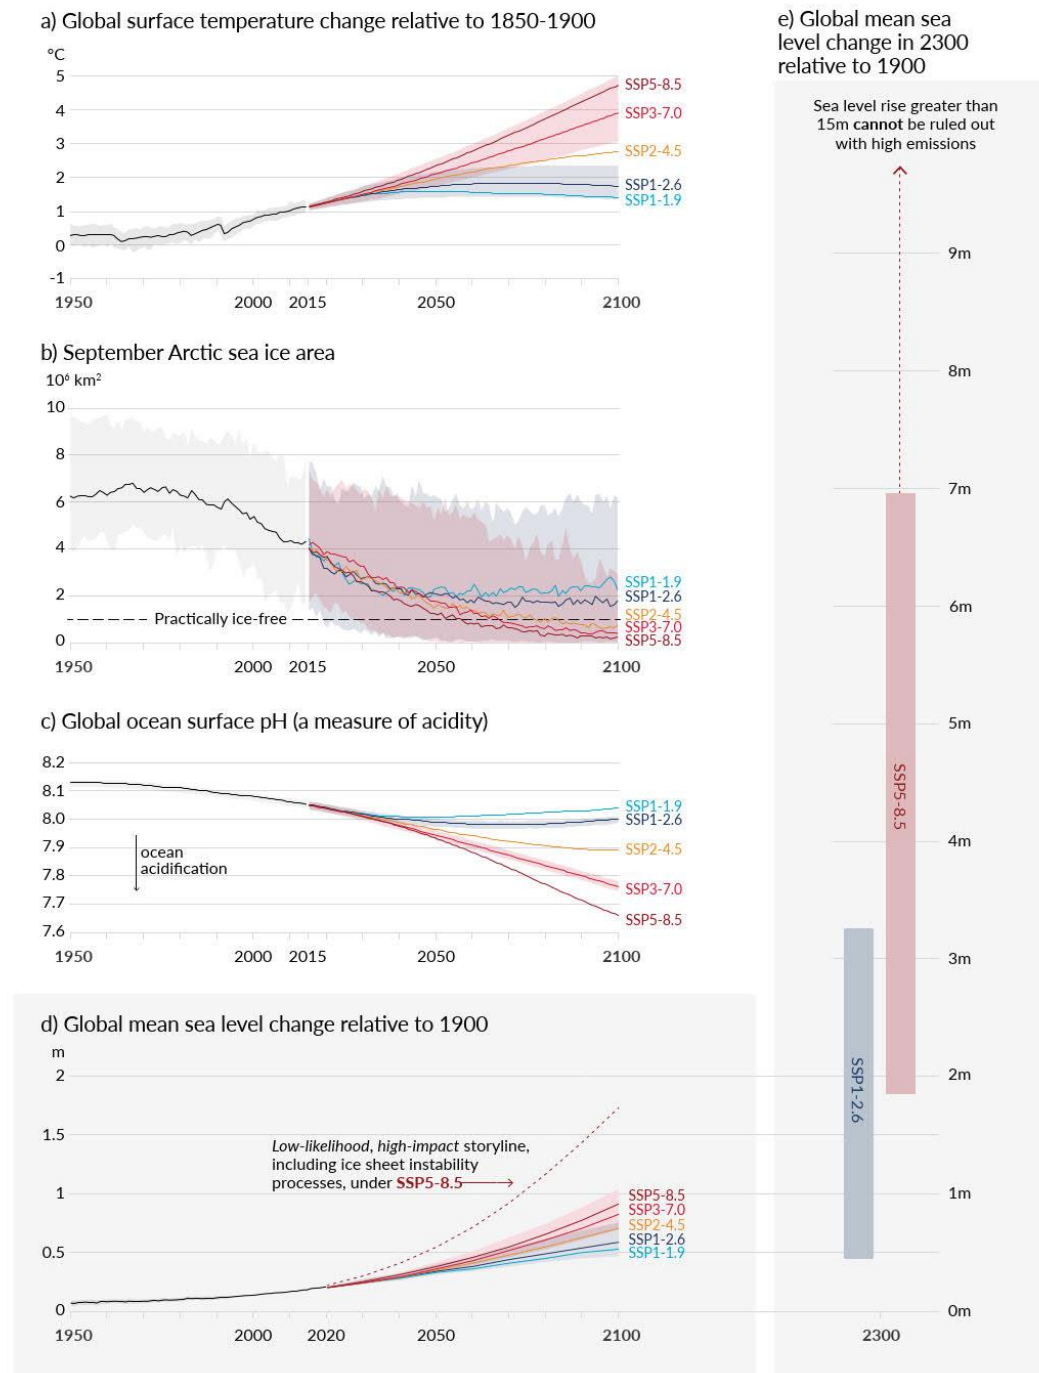 a) Global surface temperature change relative to 1850-1900
°C
5
4
3
2
1
0
-1
SSP5-8.5
SSP3-7.0
SSP2-4.5
SSP1-2.6
SSP1-1.9
1950 2000 2015 2050 2100
b) September Arctic sea ice area
10⁶ km²
10
8
6
4
2
0
Practically ice-free
SSP1-1.9
SSP1-2.6
SSP2-4.5
SSP3-7.0
SSP5-8.5
1950 2000 2015 2050 2100
c) Global ocean surface pH (a measure of acidity)
8.2
8.1
8.0
7.9
7.8
7.7
7.6
ocean
acidification
SSP1-1.9
SSP1-2.6
SSP2-4.5
SSP3-7.0
SSP5-8.5
1950 2000 2015 2050 2100
d) Global mean sea level change relative to 1900
m
2
1.5
1
0.5
0
Low-likelihood, high-impact storyline,
including ice sheet instability
processes, under SSP5-8.5
SSP5-8.5
SSP3-7.0
SSP2-4.5
SSP1-2.6
SSP1-1.9
1950 2000 2020 2050 2100
e) Global mean sea
level change in 2300
relative to 1900
Sea level rise greater than
15m cannot be ruled out
with high emissions
9m
8m
7m
6m
5m
4m
3m
2m
1m
0m
SSP5-8.5
SSP1-2.6
2300